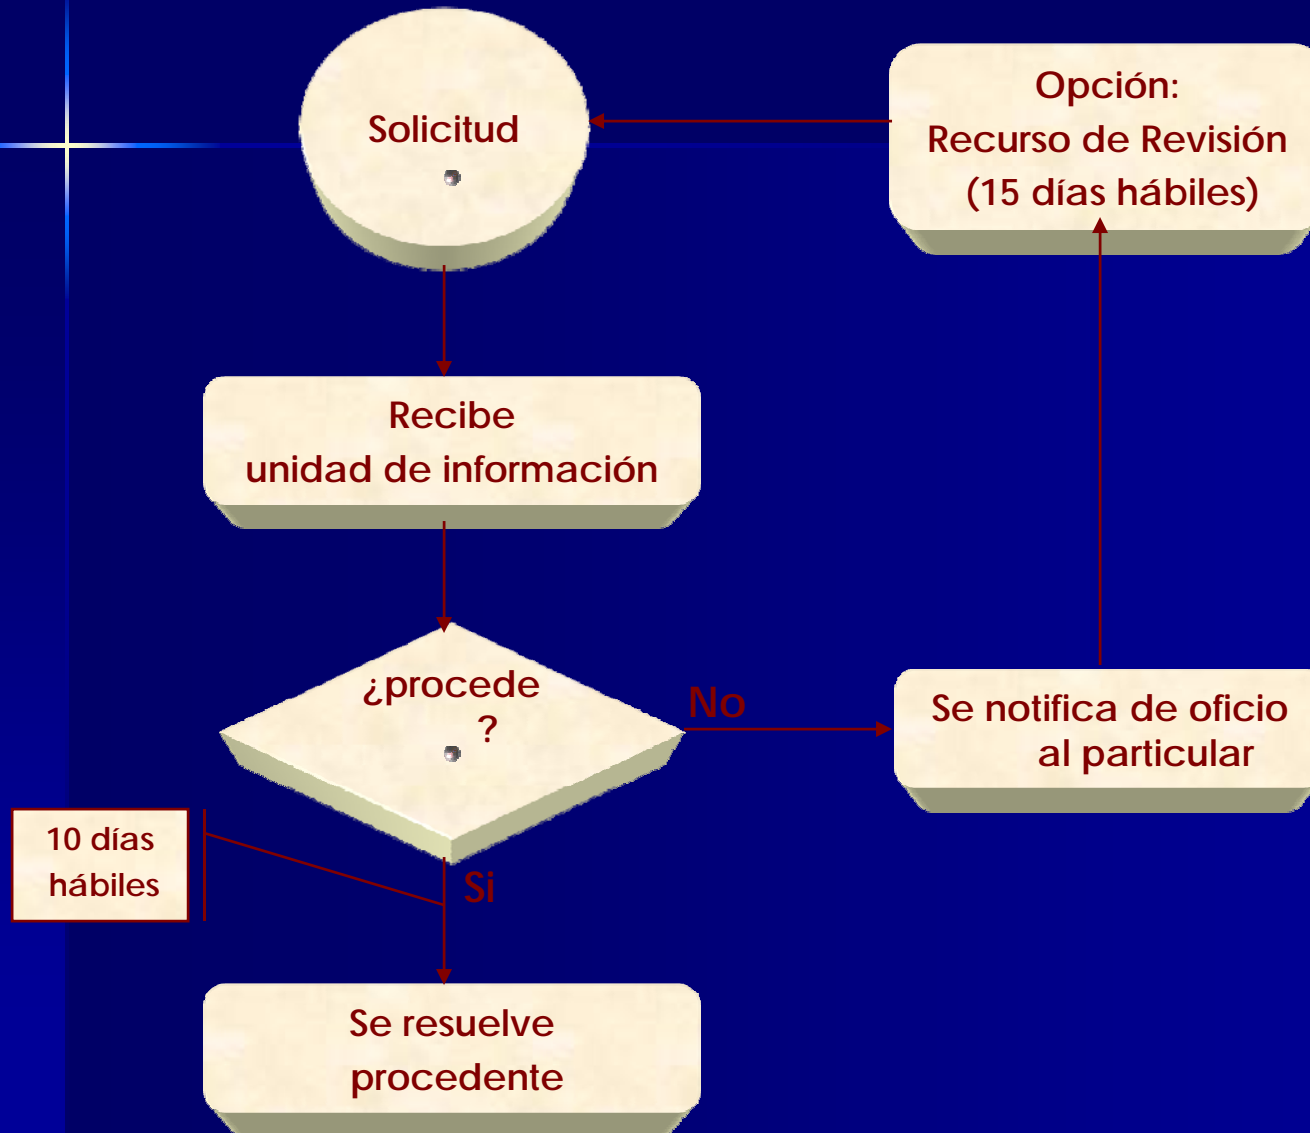 Solicitud
Opción:
Recurso de Revisión
(15 días hábiles)
Recibe
unidad de información
¿procede
?
No
Se notifica de oficio
al particular
10 días
hábiles
Si
Se resuelve
procedente